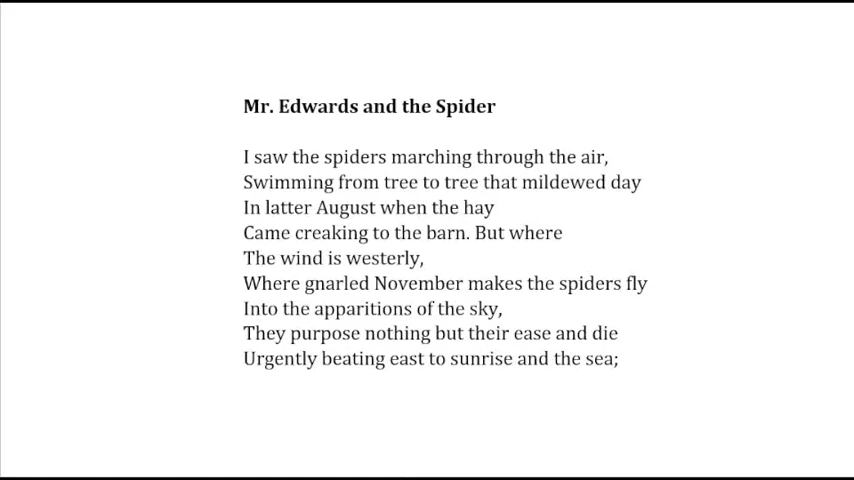 Mr. Edwards and the Spider
I saw the spiders marching through the air,
Swimming from tree to tree that mildewed day
In latter August when the hay
Came creaking to the barn. But where
The wind is westerly,
Where gnarled November makes the spiders fly
Into the apparitions of the sky,
They purpose nothing but their ease and die
Urgently beating east to sunrise and the sea;